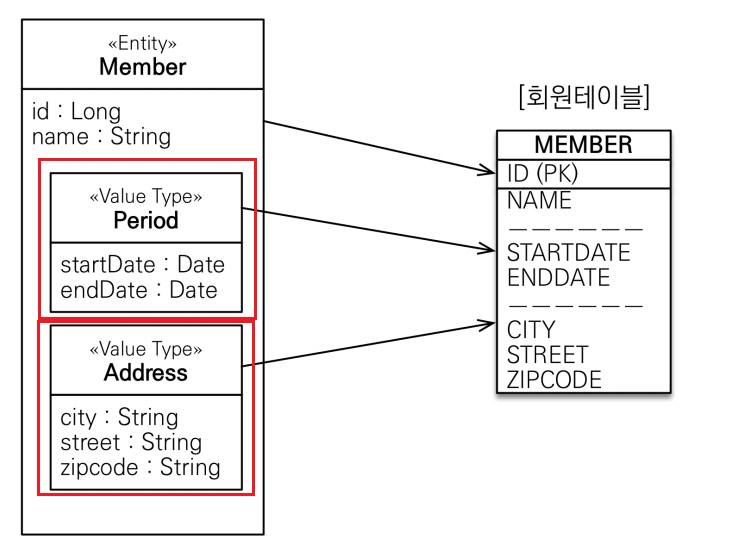 «Entity»
Member
id : Long
name : String
«Value Type»
Period
startDate : Date
endDate : Date
«Value Type»
Address
city : String
street : String
zipcode : String
[회원테이블]
MEMBER
ID (PK)
NAME
STARTDATE
ENDDATE
CITY
STREET
ZIPCODE